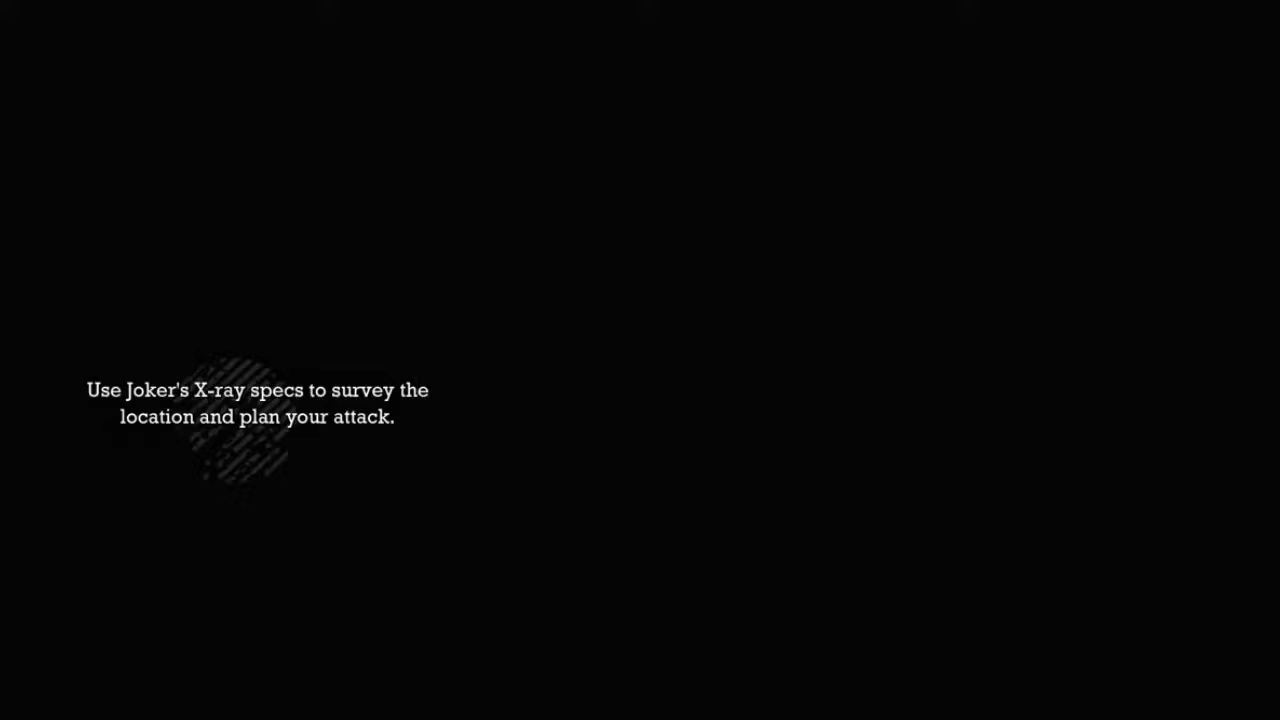 Use Joker's X-ray specs to survey the
location and plan your attack.